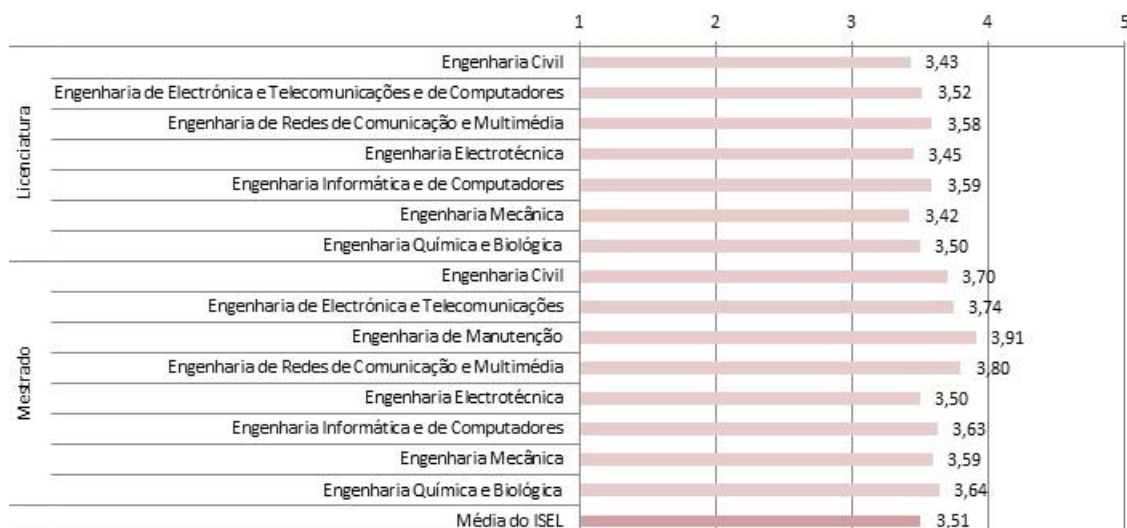 1 2 3 4 5
Licenciatura
Engenharia Civil 3,43
Engenharia de Electrónica e Telecomunicações e de Computadores 3,52
Engenharia de Redes de Comunicação e Multimédia 3,58
Engenharia Electrotécnica 3,45
Engenharia Informática e de Computadores 3,59
Engenharia Mecânica 3,42
Engenharia Química e Biológica 3,50
Mestrado
Engenharia Civil 3,70
Engenharia de Electrónica e Telecomunicações 3,74
Engenharia de Manutenção 3,91
Engenharia de Redes de Comunicação e Multimédia 3,80
Engenharia Electrotécnica 3,50
Engenharia Informática e de Computadores 3,63
Engenharia Mecânica 3,59
Engenharia Química e Biológica 3,64
Média do ISEL 3,51